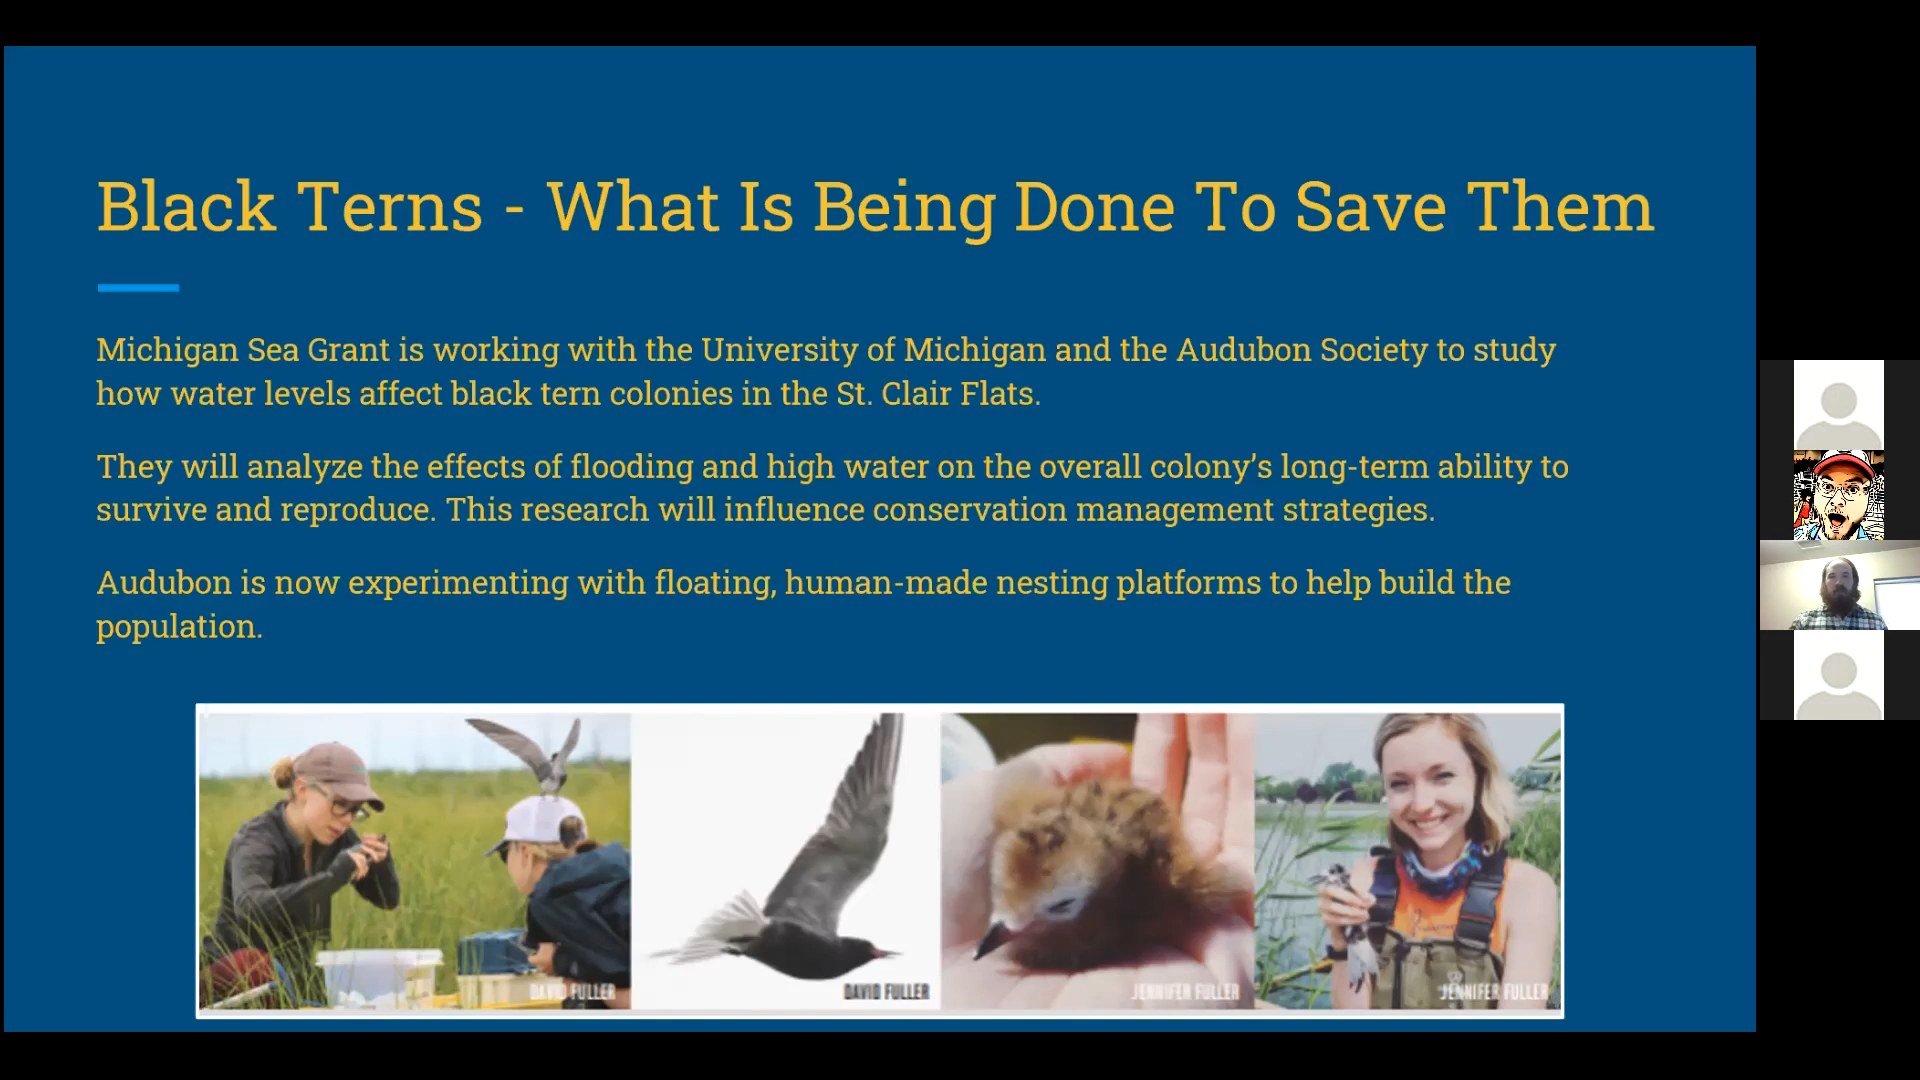 Black Terns - What Is Being Done To Save Them
Michigan Sea Grant is working with the University of Michigan and the Audubon Society to study
how water levels affect black tern colonies in the St. Clair Flats.
They will analyze the effects of flooding and high water on the overall colony’s long-term ability to
survive and reproduce. This research will influence conservation management strategies.
Audubon is now experimenting with floating, human-made nesting platforms to help build the
population.
DAVID FULLER
DAVID FULLER
JENNIFER FULLER
JENNIFER FULLER